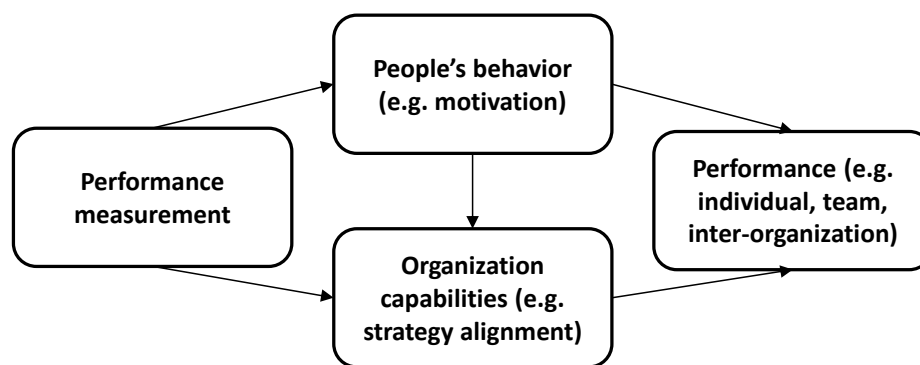 People’s behavior
(e.g. motivation)
Performance
measurement
Performance (e.g.
individual, team,
inter-organization)
Organization
capabilities (e.g.
strategy alignment)